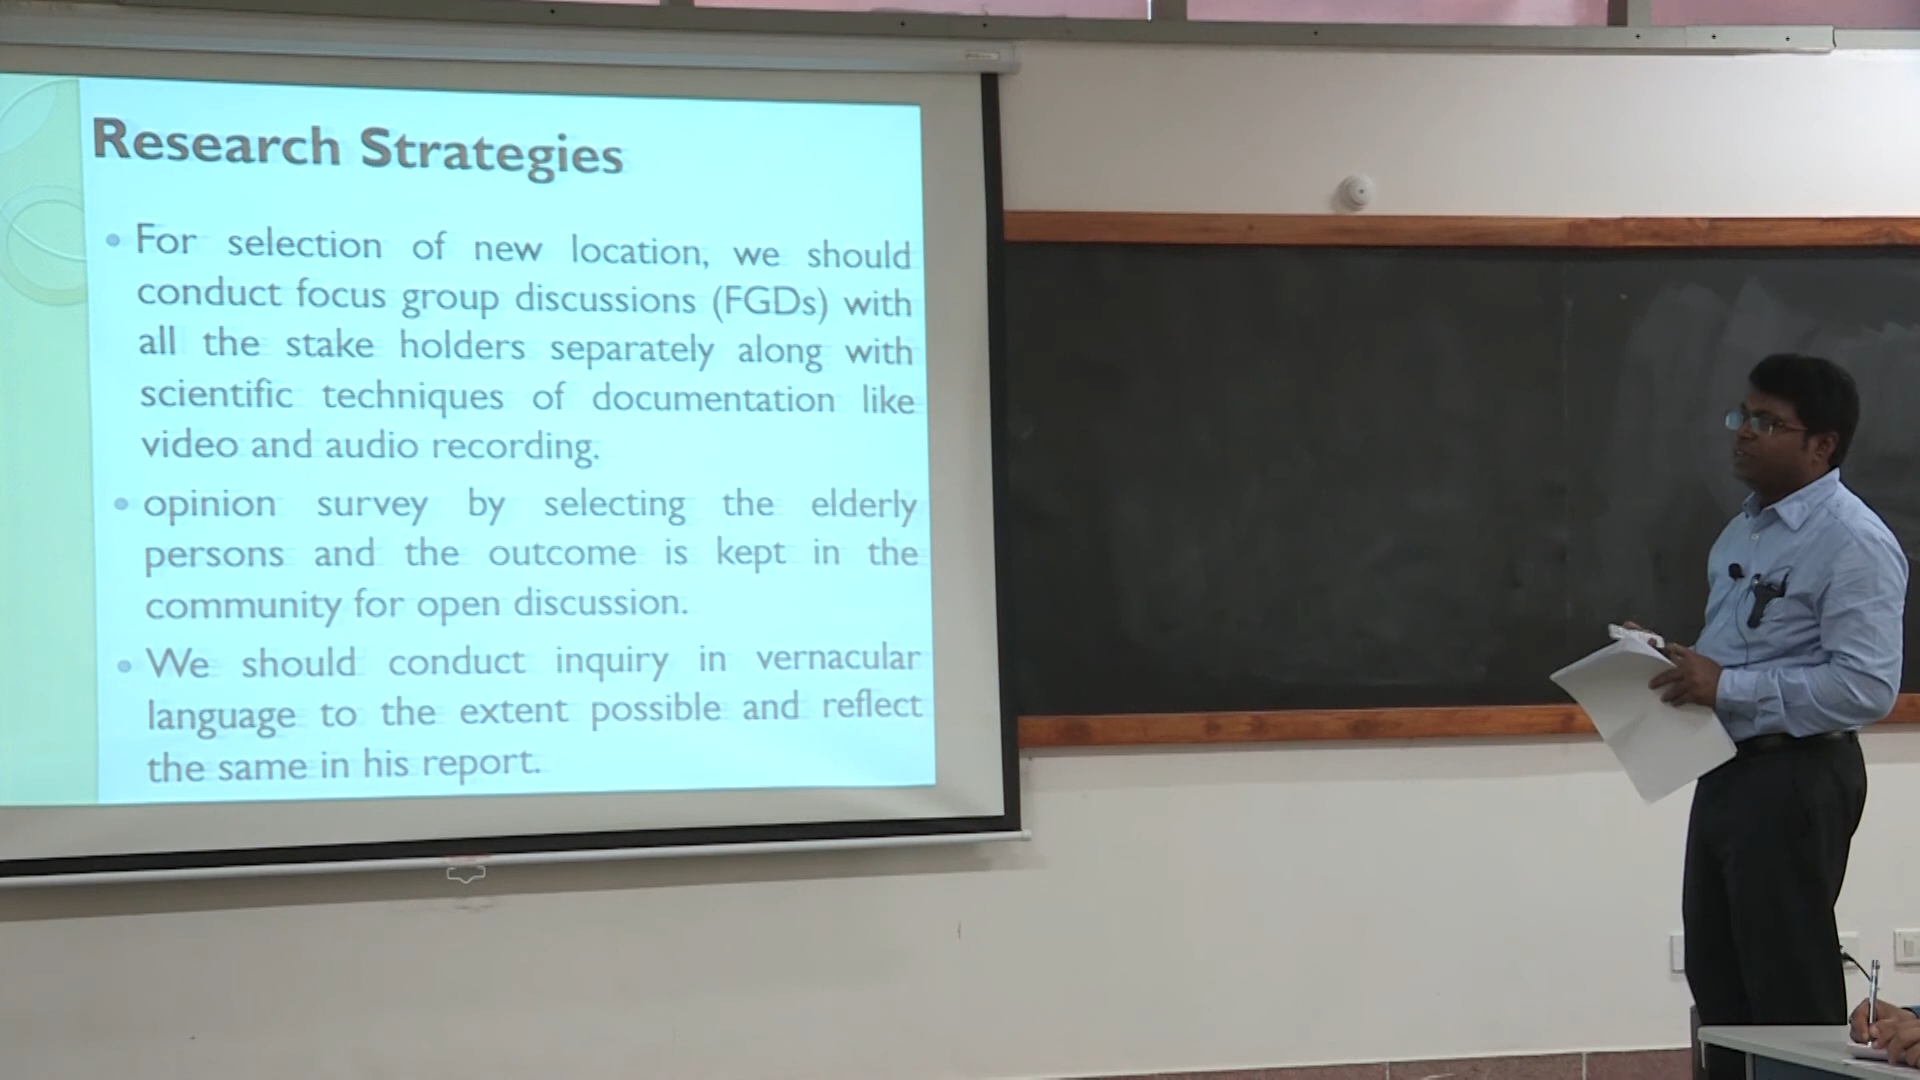 Research Strategies
• For selection of new location, we should
conduct focus group discussions (FGDs) with
all the stake holders separately along with
scientific techniques of documentation like
video and audio recording.
• opinion survey by selecting the elderly
persons and the outcome is kept in the
community for open discussion.
• We should conduct inquiry in vernacular
language to the extent possible and reflect
the same in his report.